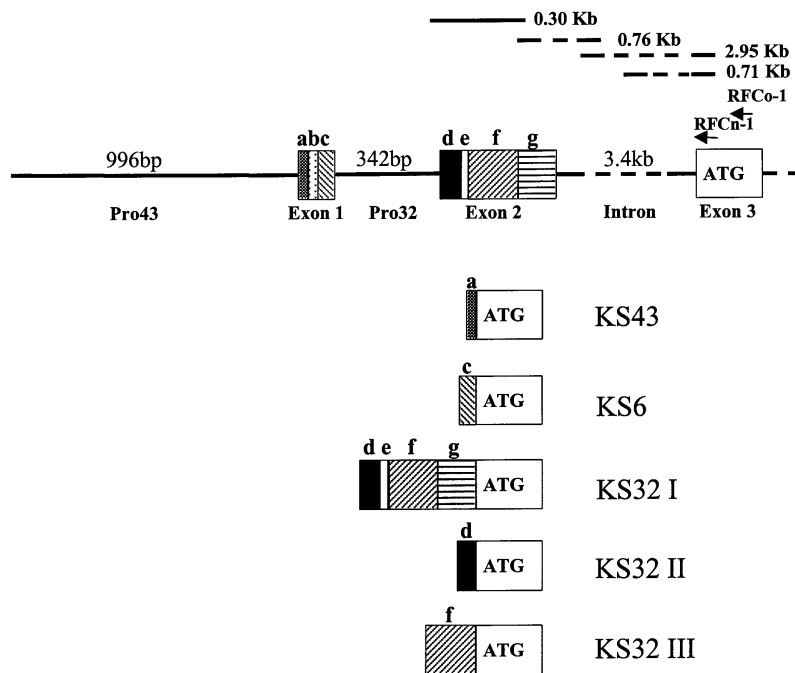 0.30 Kb
0.76 Kb
2.95 Kb
0.71 Kb
RFCo-1
RFCn-1
abc d e f g
996bp 342bp 3.4kb ATG
Pro43 Exon 1 Pro32 Exon 2 Intron Exon 3
a
ATG KS43
c
ATG KS6
d e f g
ATG KS32 I
d
ATG KS32 II
f
ATG KS32 III